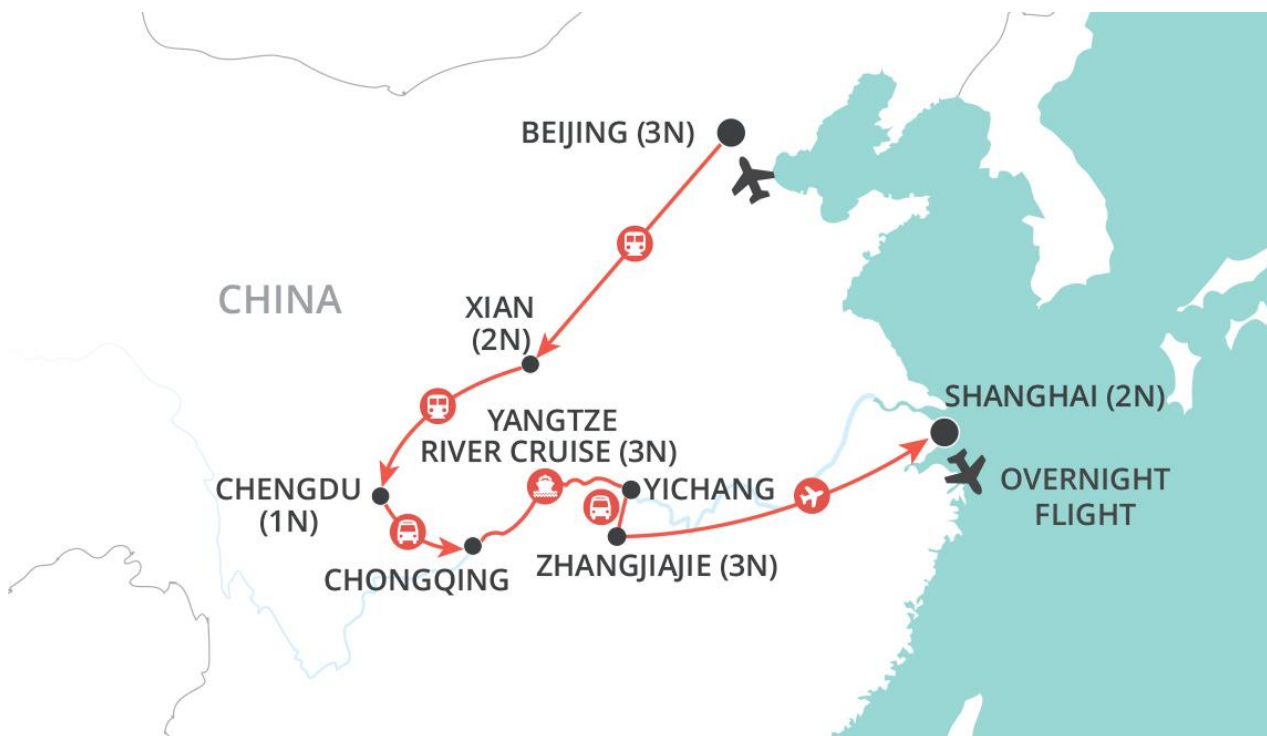 BEIJING (3N)
CHINA
XIAN
(2N)
SHANGHAI (2N)
YANGTZE
RIVER CRUISE (3N)
CHENGDU
(1N)
YICHANG
OVERNIGHT
FLIGHT
CHONGQING
ZHANGJIAJIE (3N)